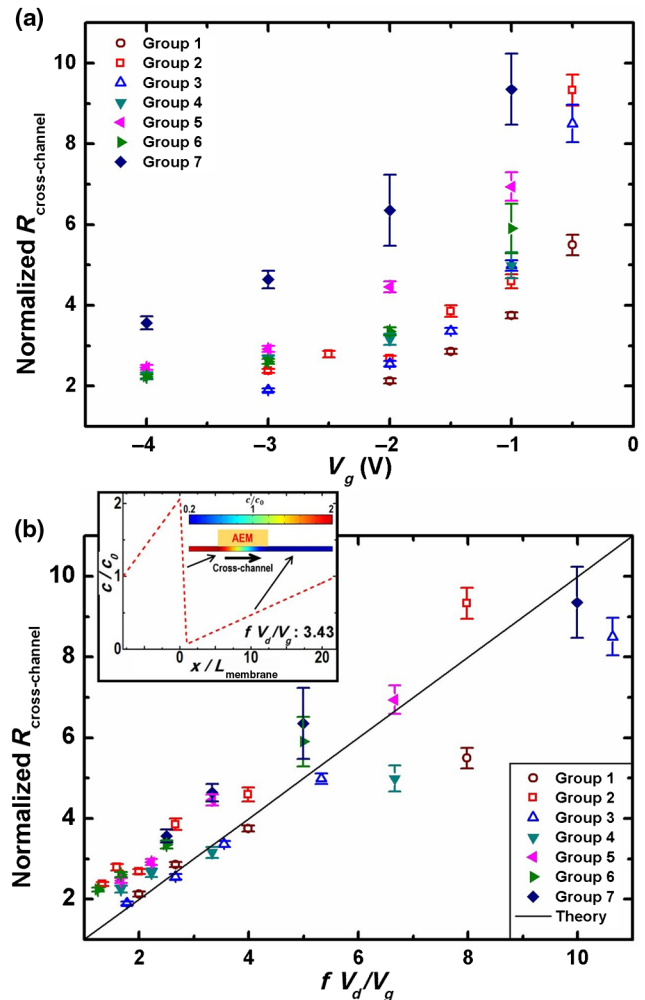 (a)
10
8
6
4
2
Normalized R cross-channel
Group 1
Group 2
Group 3
Group 4
Group 5
Group 6
Group 7
–4
–3
–2
–1
0
Vg (V)
(b)
2
1
0
c/c0
c/c0
0.2
1
2
AEM
Cross-channel
f Vd/Vg: 3.43
0
10
20
x / L membrane
10
8
6
4
2
Normalized R cross-channel
Group 1
Group 2
Group 3
Group 4
Group 5
Group 6
Group 7
Theory
2
4
6
8
10
f Vd/Vg